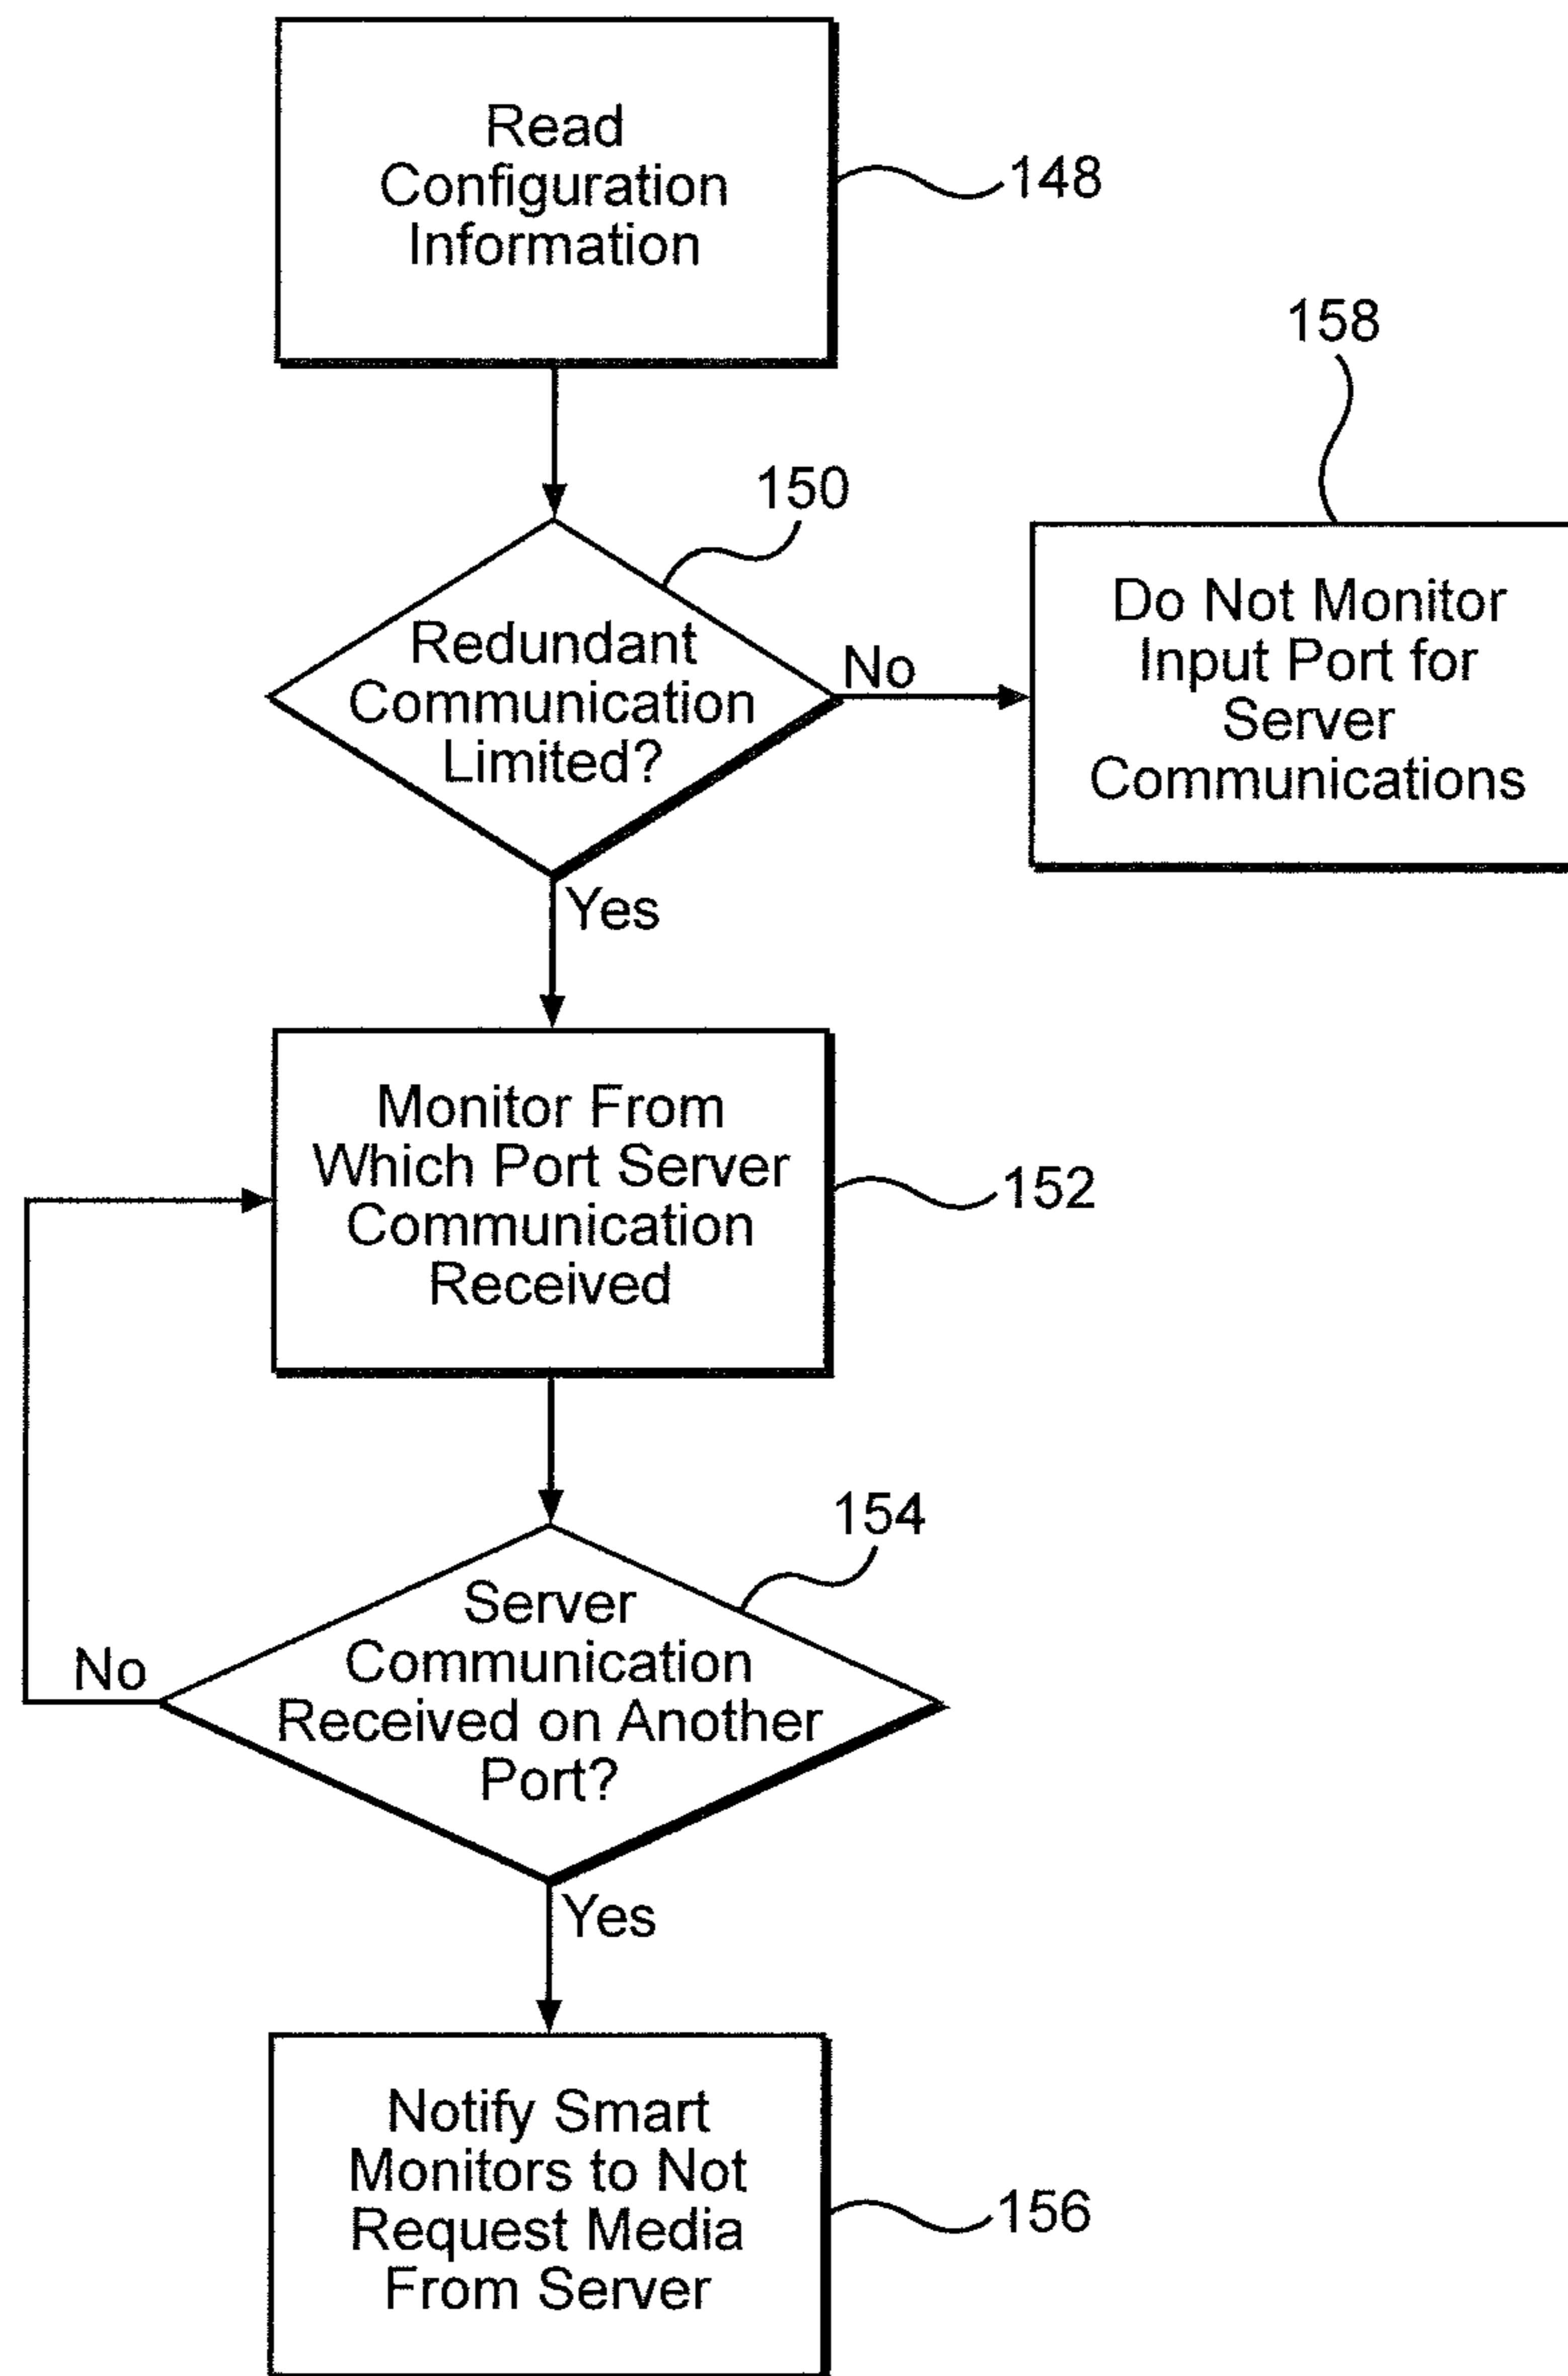 Read
Configuration
Information
148
158
150
Redundant
Communication
Limited?
No
Do Not Monitor
Input Port for
Server
Communications
Yes
Monitor From
Which Port Server
Communication
Received
152
154
Server
Communication
Received on Another
Port?
No
Yes
Notify Smart
Monitors to Not
Request Media
From Server
156